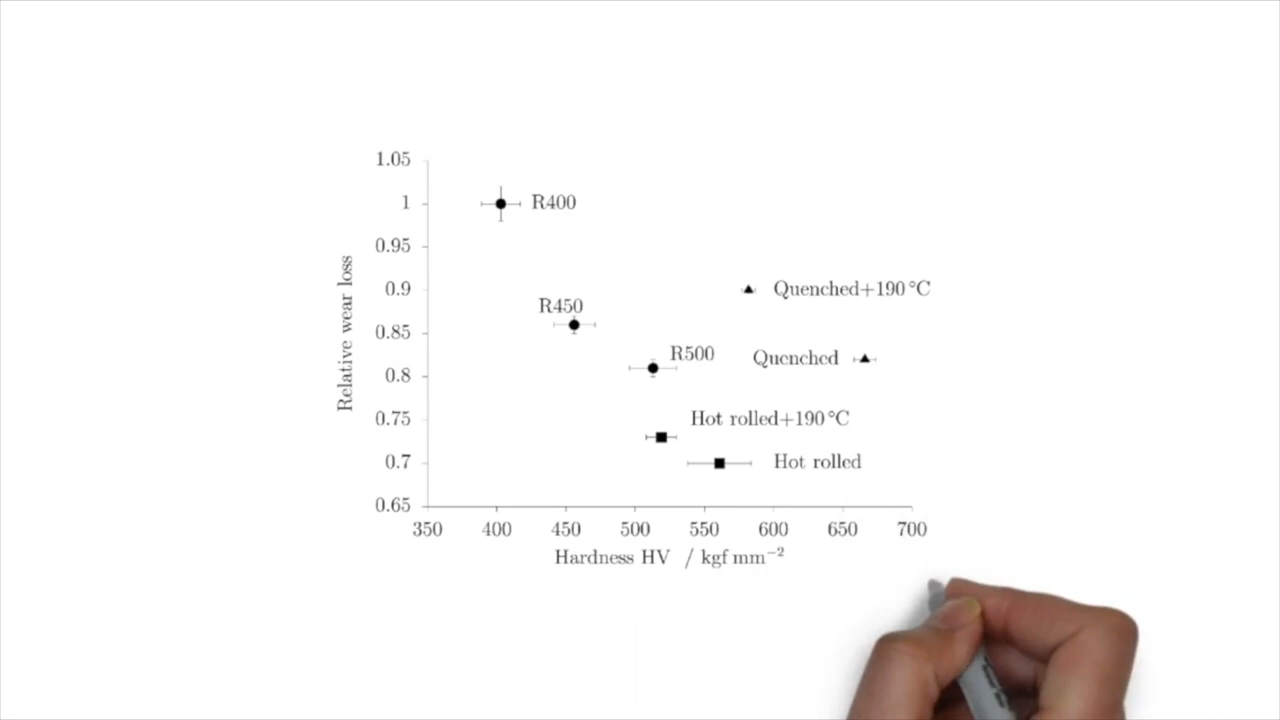 1.05
1
R400
0.95
0.9
Quenched+190 °C
R450
0.85
R500
Quenched
0.8
0.75
Hot rolled+190 °C
0.7
Hot rolled
0.65
350 400 450 500 550 600 650 700
Relative wear loss
Hardness HV / kgf mm⁻²